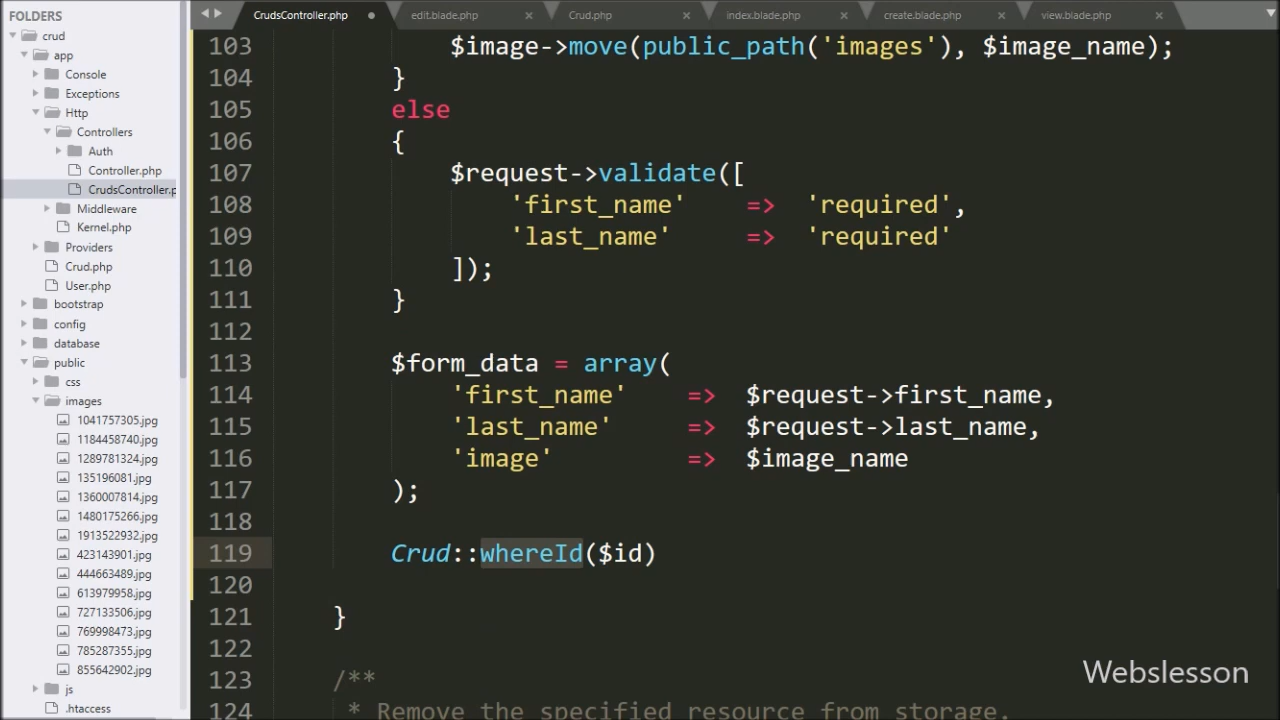 FOLDERS
crud
app
Console
Exceptions
Http
Controllers
Auth
Controller.php
CrudsController.p
Middleware
Kernel.php
Providers
Crud.php
User.php
bootstrap
config
database
public
css
images
1041757305.jpg
1184458740.jpg
1289781324.jpg
135196081.jpg
1360007814.jpg
1480175266.jpg
1913522932.jpg
423143901.jpg
444663489.jpg
613979958.jpg
727133506.jpg
769998473.jpg
785287355.jpg
855642902.jpg
js
.htaccess
CrudsController.php
edit.blade.php
Crud.php
index.blade.php
create.blade.php
view.blade.php
103 $image->move(public_path('images'), $image_name);
104 }
105 else
106 {
107 $request->validate([
108 'first_name' => 'required',
109 'last_name' => 'required'
110 ]);
111 }
112
113 $form_data = array(
114 'first_name' => $request->first_name,
115 'last_name' => $request->last_name,
116 'image' => $image_name
117 );
118
119 Crud::whereId($id)
120
121 }
122
123 /**
124 * Remove the specified resource from storage.
Webslesson